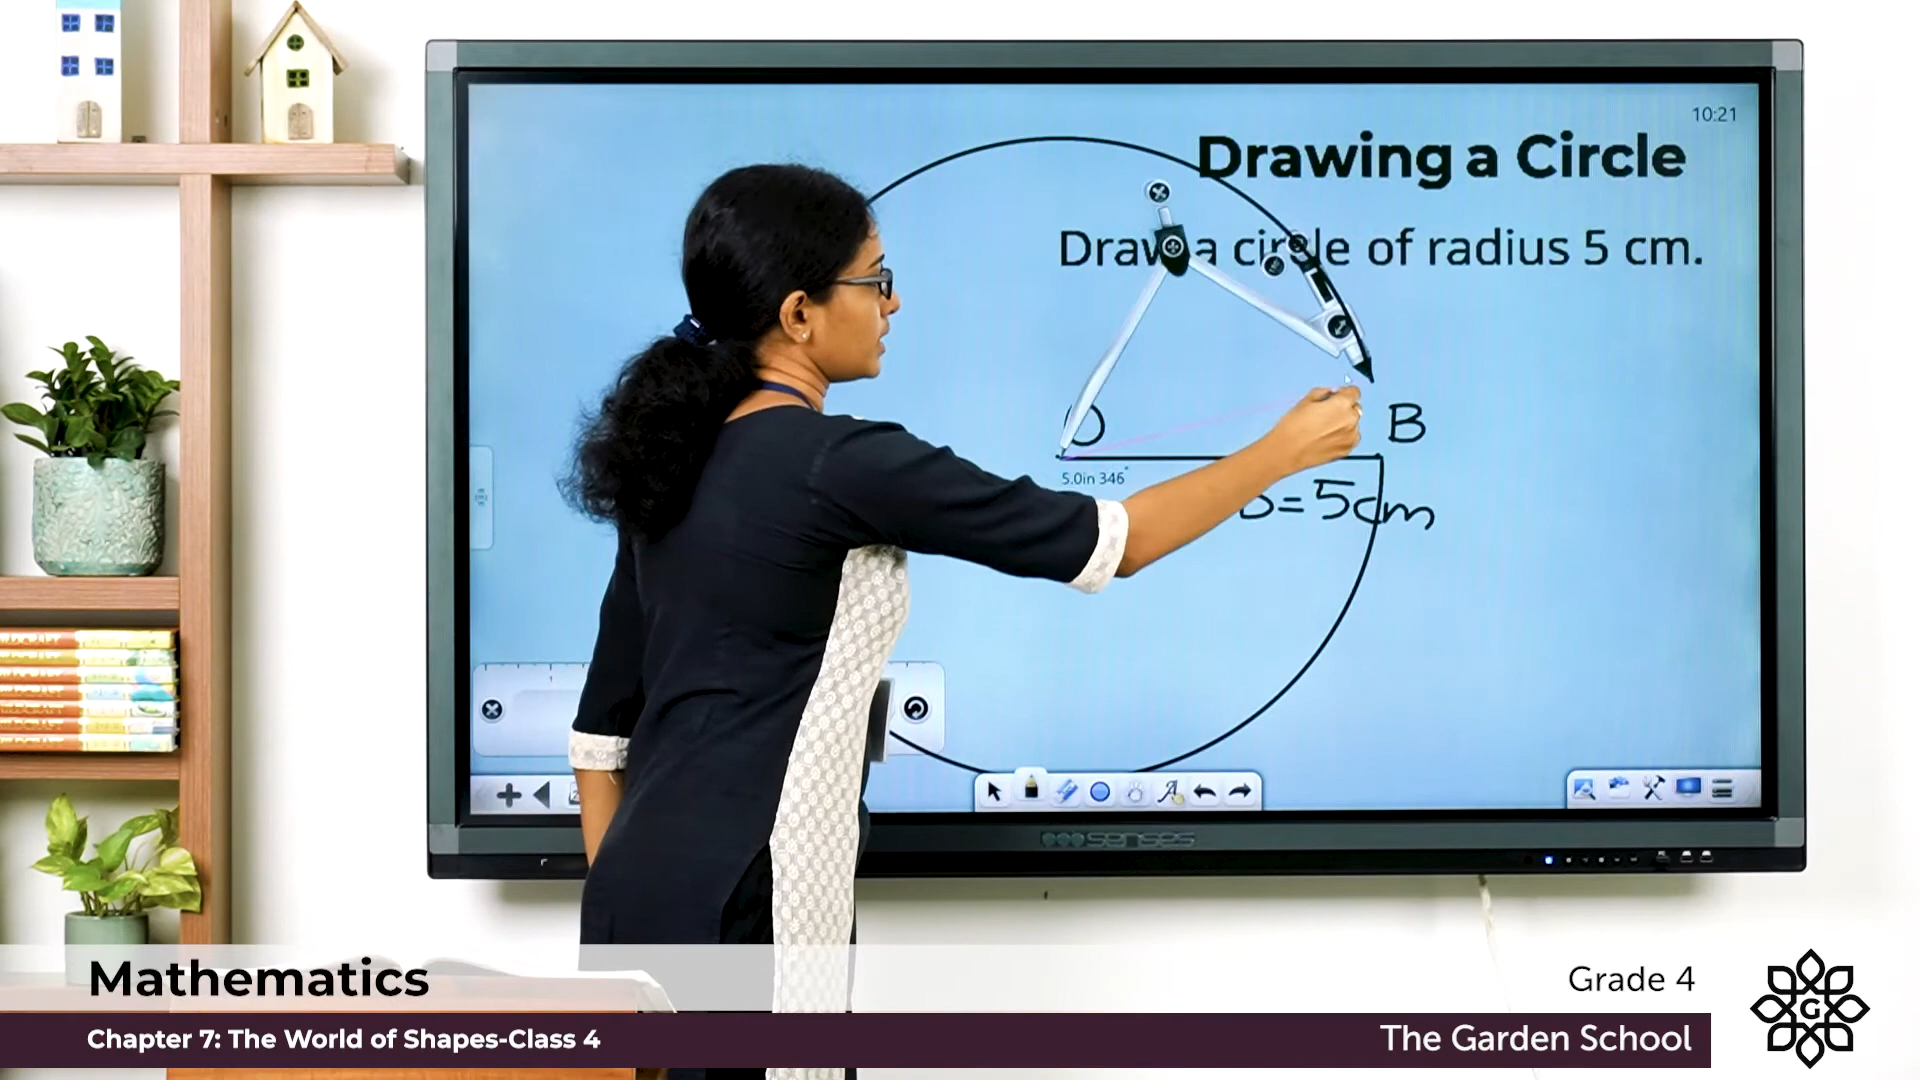 10:21
Drawing a Circle
Draw a circle of radius 5 cm.
O
B
5.0in 346°
B=5cm
senses
Mathematics
Grade 4
Chapter 7: The World of Shapes-Class 4
The Garden School
G